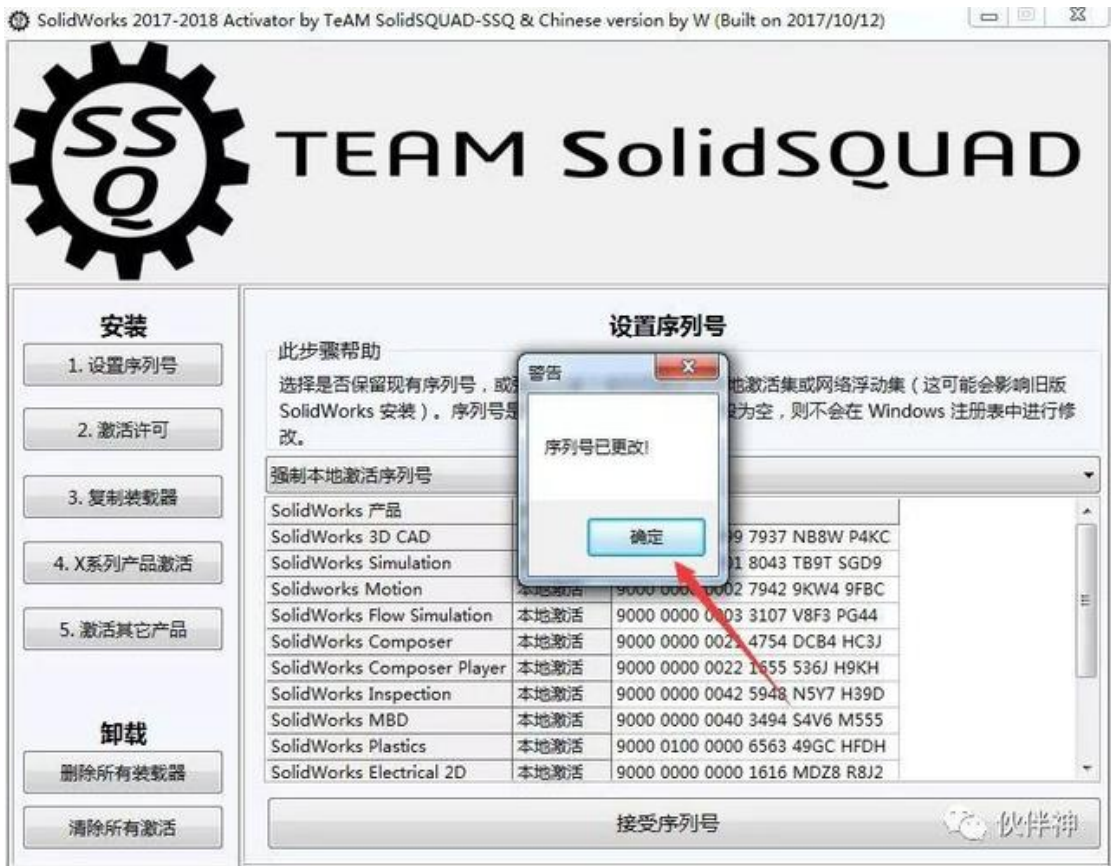 SolidWorks 2017-2018 Activator by TeAM SolidSQUAD-SSQ & Chinese version by W (Built on 2017/10/12)
SS
Q
TEAM SolidSQUAD
安装
1. 设置序列号
2. 激活许可
3. 复制装载器
4. X系列产品激活
5. 激活其它产品
卸载
删除所有装载器
清除所有激活
设置序列号
此步骤帮助
选择是否保留现有序列号，或 地激活集或网络浮动集（这可能会影响旧版
SolidWorks 安装）。序列号 为空，则不会在 Windows 注册表中进行修
改。
警告
序列号已更改!
确定
强制本地激活序列号
SolidWorks 产品
SolidWorks 3D CAD 99 7937 NB8W P4KC
SolidWorks Simulation 01 8043 TB9T SGD9
Solidworks Motion 本地激活 9000 0000 0002 7942 9KW4 9FBC
SolidWorks Flow Simulation 本地激活 9000 0000 0003 3107 V8F3 PG44
SolidWorks Composer 本地激活 9000 0000 0021 4754 DCB4 HC3J
SolidWorks Composer Player 本地激活 9000 0000 0022 1655 536J H9KH
SolidWorks Inspection 本地激活 9000 0000 0042 5948 N5Y7 H39D
SolidWorks MBD 本地激活 9000 0000 0040 3494 S4V6 M555
SolidWorks Plastics 本地激活 9000 0100 0000 6563 49GC HFDH
SolidWorks Electrical 2D 本地激活 9000 0000 0000 1616 MDZ8 R8J2
接受序列号
伙伴神